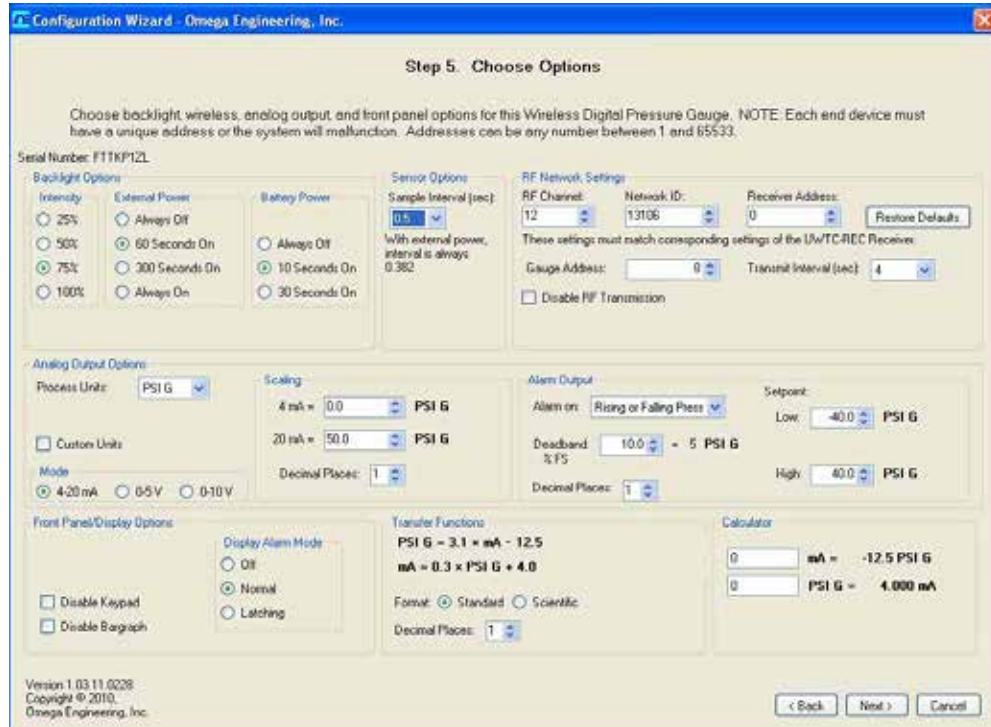 Configuration Wizard - Omega Engineering, Inc.
Step 5. Choose Options
Choose backlight, wireless, analog output, and front panel options for this Wireless Digital Pressure Gauge. NOTE: Each end device must
have a unique address or the system will malfunction. Addresses can be any number between 1 and 65533.
Serial Number: FTTKP1ZL
Backlight Options
Intensity
25%
50%
75%
100%
External Power
Always Off
60 Seconds On
300 Seconds On
Always On
Battery Power
Always Off
10 Seconds On
30 Seconds On
Sensor Options
Sample Interval (sec):
0.5
With external power,
interval is always
0.382
RF Network Settings
RF Channel: Network ID: Receiver Address:
12 13106 0 Restore Defaults
These settings must match corresponding settings of the UWTC-REC Receiver.
Gauge Address: 0 Transmit Interval (sec): 4
Disable RF Transmission
Analog Output Options
Process Units: PSI G
Custom Units
Mode
4-20 mA 0-5 V 0-10 V
Scaling
4 mA = 0.0 PSI G
20 mA = 50.0 PSI G
Decimal Places: 1
Alarm Output
Alarm on: Rising or Falling Press
Deadband 10.0 = 5 PSI G
% FS
Decimal Places: 1
Setpoint:
Low: -40.0 PSI G
High: 40.0 PSI G
Front Panel/Display Options
Disable Keypad
Disable Bargraph
Display Alarm Mode
Off
Normal
Latching
Transfer Functions
PSI G = 3.1 × mA - 12.5
mA = 0.3 × PSI G + 4.0
Format: Standard Scientific
Decimal Places: 1
Calculator
0 mA = -12.5 PSI G
0 PSI G = 4.000 mA
Version 1.03.11.0228
Copyright © 2010,
Omega Engineering, Inc.
< Back Next > Cancel